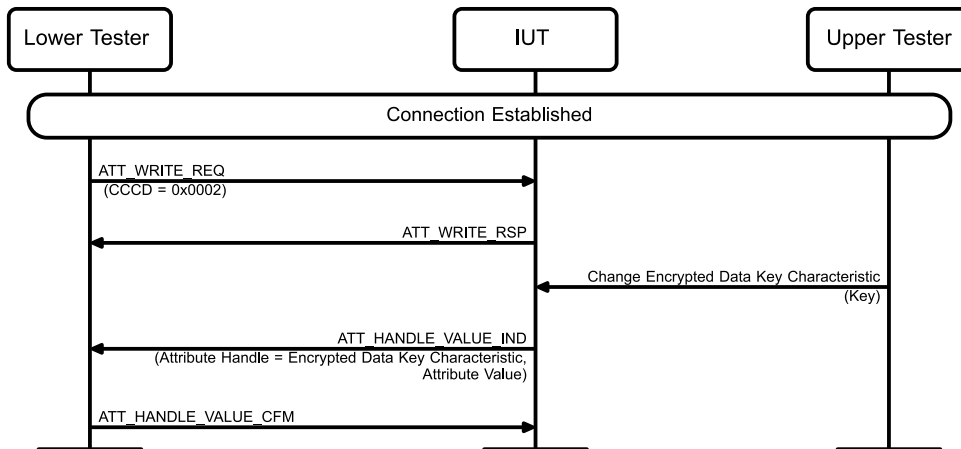 Lower Tester
IUT
Upper Tester
Connection Established
ATT_WRITE_REQ
(CCCD = 0x0002)
ATT_WRITE_RSP
Change Encrypted Data Key Characteristic
(Key)
ATT_HANDLE_VALUE_IND
(Attribute Handle = Encrypted Data Key Characteristic,
Attribute Value)
ATT_HANDLE_VALUE_CFM